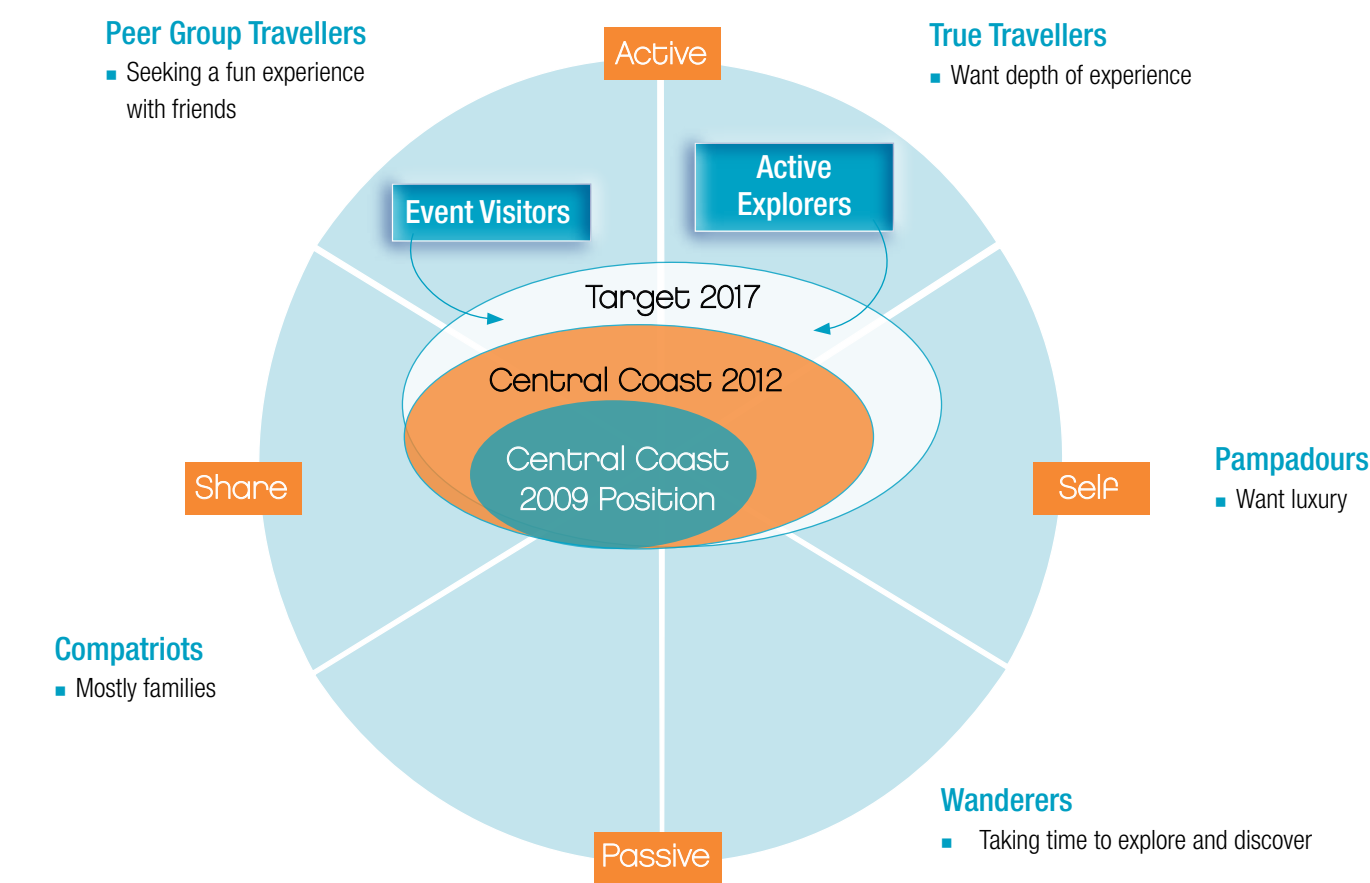 Peer Group Travellers
▪ Seeking a fun experience
with friends
Active
True Travellers
▪ Want depth of experience
Event Visitors
Active
Explorers
Target 2017
Central Coast 2012
Central Coast
2009 Position
Share
Self
Pampadours
▪ Want luxury
Compatriots
▪ Mostly families
Wanderers
▪ Taking time to explore and discover
Passive